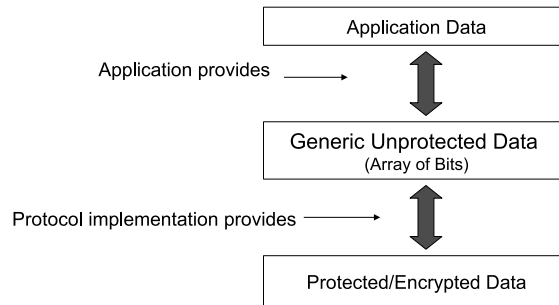 Application Data
Application provides
Generic Unprotected Data
(Array of Bits)
Protocol implementation provides
Protected/Encrypted Data